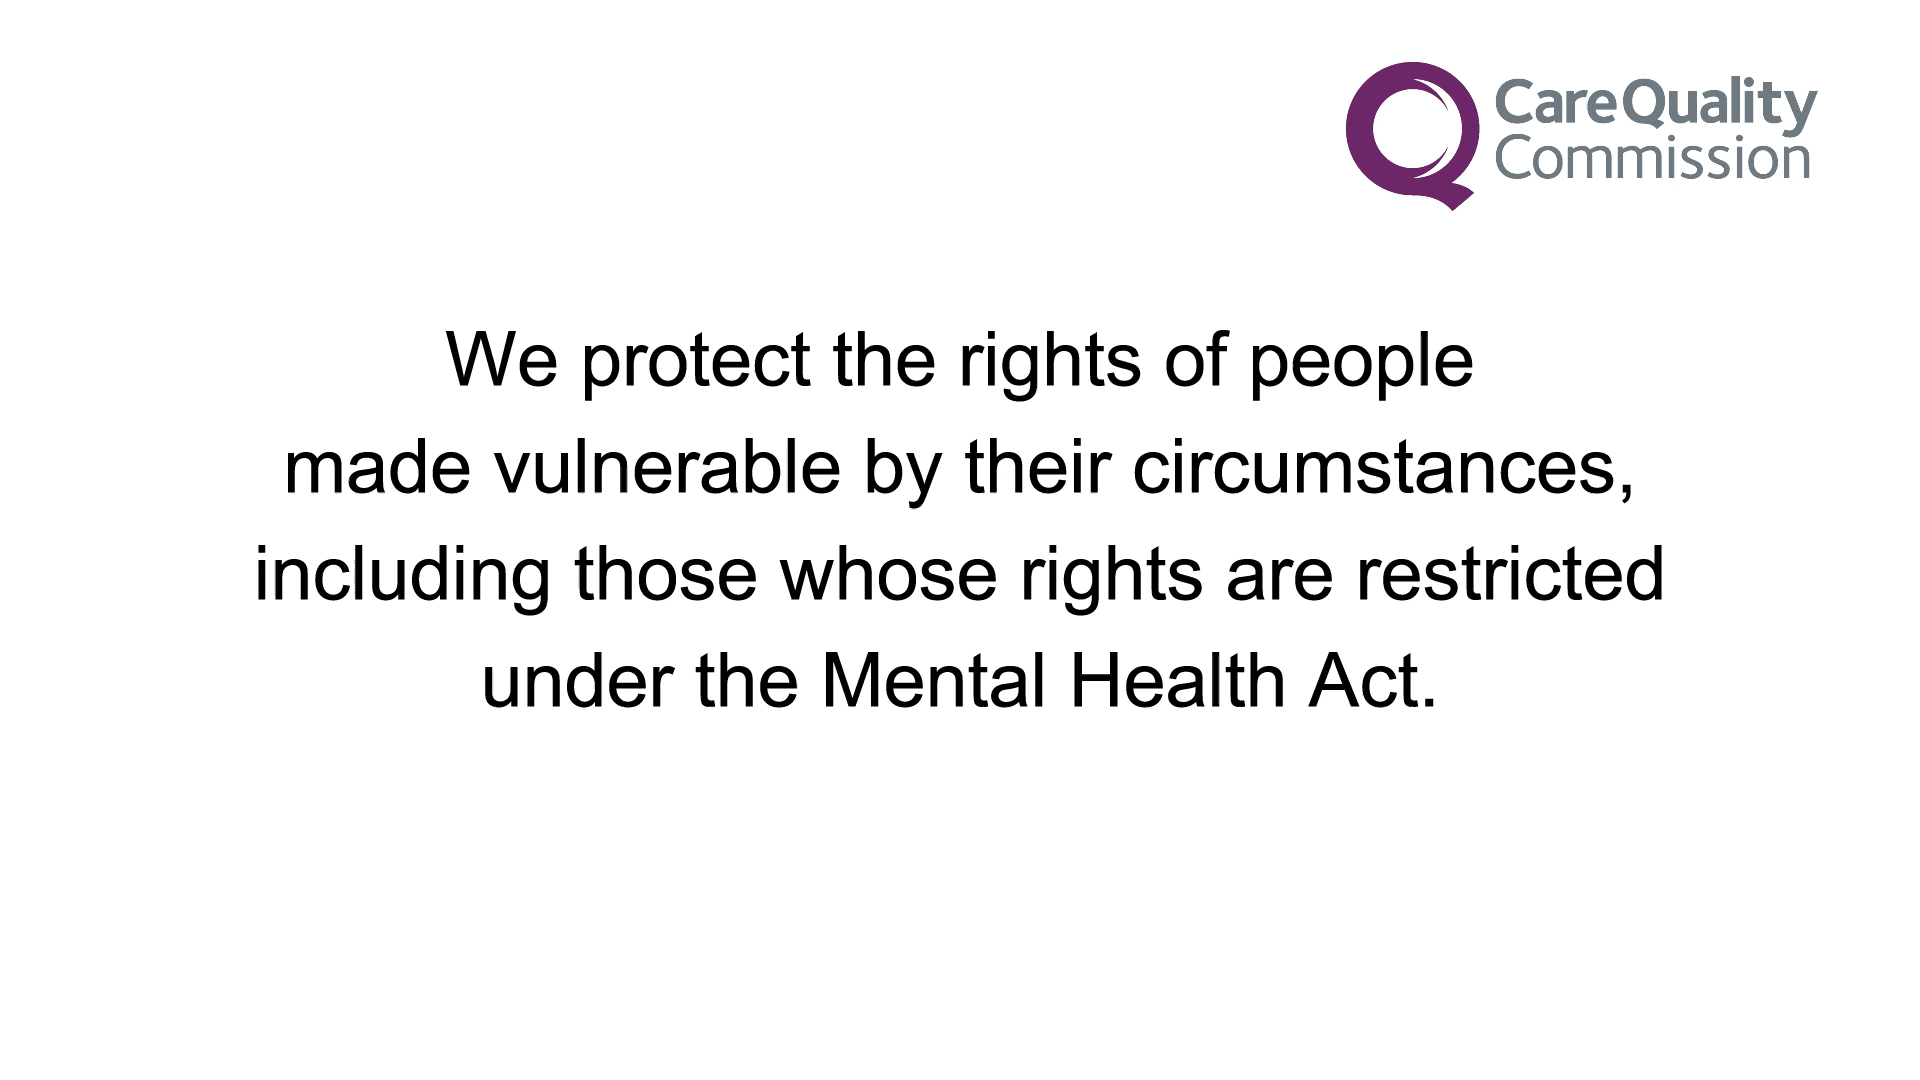 CareQuality
Commission
We protect the rights of people
made vulnerable by their circumstances,
including those whose rights are restricted
under the Mental Health Act.